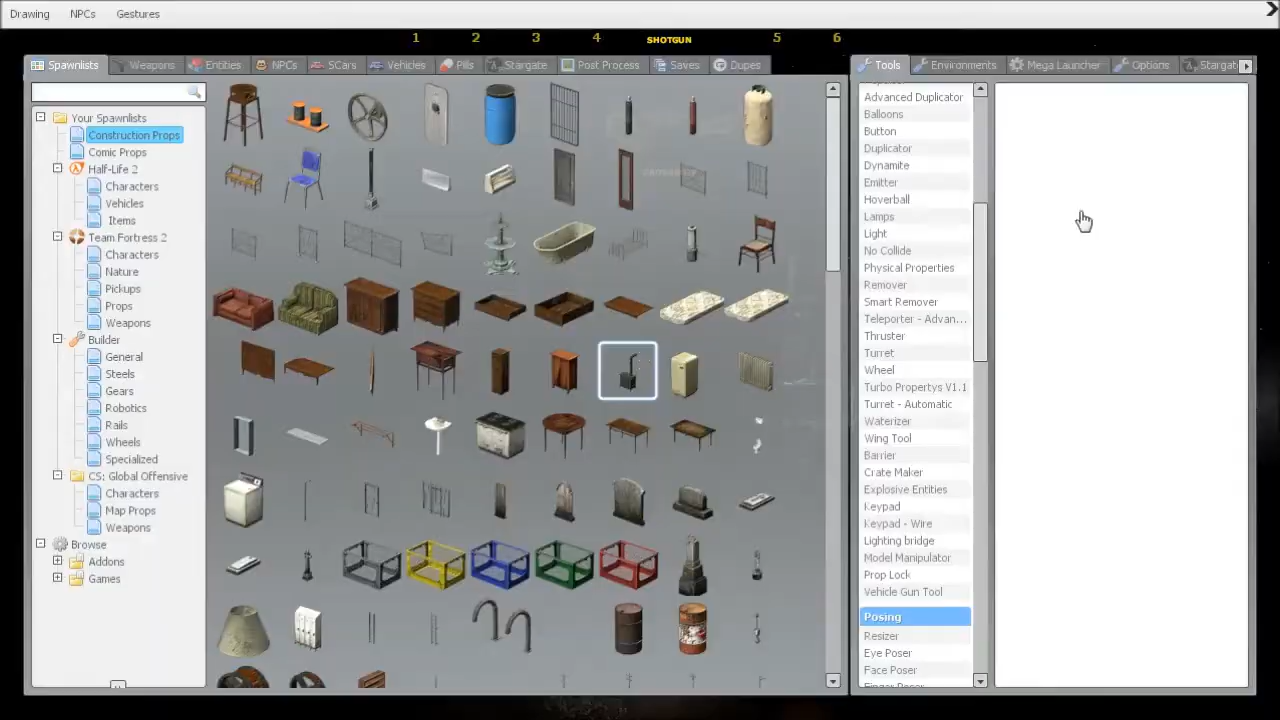 Drawing NPCs Gestures
1 2 3 4 SHOTGUN 5 6
Spawnlists Weapons Entities NPCs SCars Vehicles Pills Stargate Post Process Saves Dupes
Tools Environments Mega Launcher Options Stargat
Your Spawnlists
Construction Props
Comic Props
Half-Life 2
Characters
Vehicles
Items
Team Fortress 2
Characters
Nature
Pickups
Props
Weapons
Builder
General
Steels
Gears
Robotics
Rails
Wheels
Specialized
CS: Global Offensive
Characters
Map Props
Weapons
Browse
Addons
Games
Advanced Duplicator
Balloons
Button
Duplicator
Dynamite
Emitter
Hoverball
Lamps
Light
No Collide
Physical Properties
Remover
Smart Remover
Teleporter - Advan...
Thruster
Turret
Wheel
Turbo Propertys V1.1
Turret - Automatic
Waterizer
Wing Tool
Barrier
Crate Maker
Explosive Entities
Keypad
Keypad - Wire
Lighting bridge
Model Manipulator
Prop Lock
Vehicle Gun Tool
Posing
Resizer
Eye Poser
Face Poser
Finger Poser